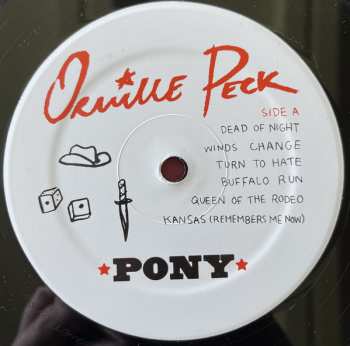 Orville Peck
SIDE A
DEAD OF NIGHT
WINDS CHANGE
TURN TO HATE
BUFFALO RUN
QUEEN OF THE RODEO
KANSAS (REMEMBERS ME NOW)
PONY